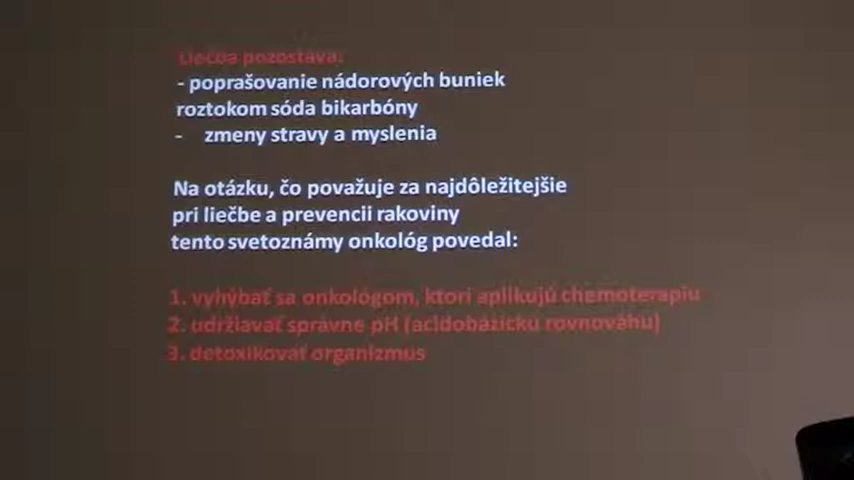 Liečba pozostáva:
- poprašovanie nádorových buniek
roztokom sóda bikarbóny
- zmeny stravy a myslenia
Na otázku, čo považuje za najdôležitejšie
pri liečbe a prevencii rakoviny
tento svetoznámy onkológ povedal:
1. vyhýbať sa onkológom, ktorí aplikujú chemoterapiu
2. udržiavať správne pH (acidobázickú rovnováhu)
3. detoxikovať organizmus